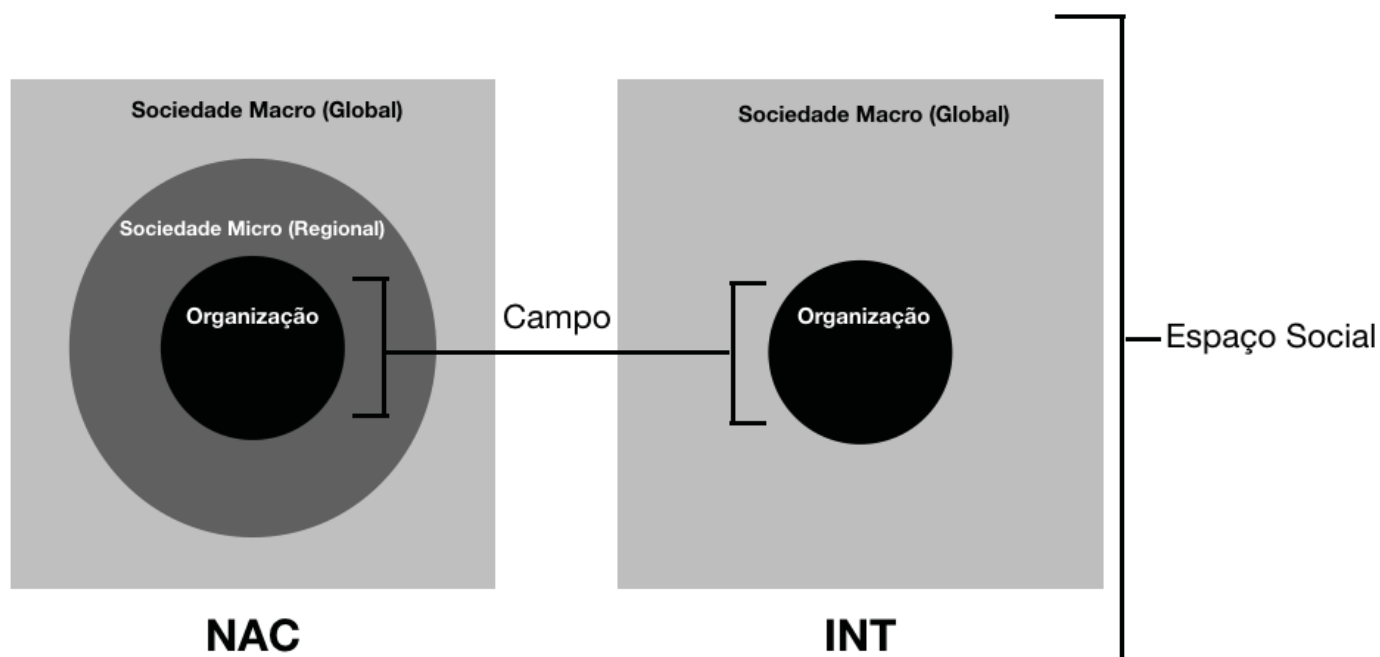 Sociedade Macro (Global)
Sociedade Micro (Regional)
Organização
NAC
Campo
Sociedade Macro (Global)
Organização
INT
Espaço Social